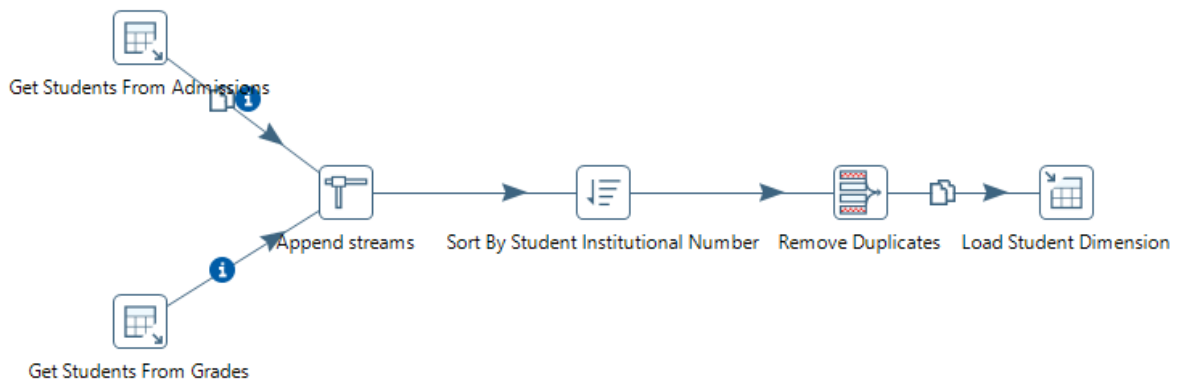 Get Students From Admissions
Append streams
Sort By Student Institutional Number
Remove Duplicates
Load Student Dimension
Get Students From Grades